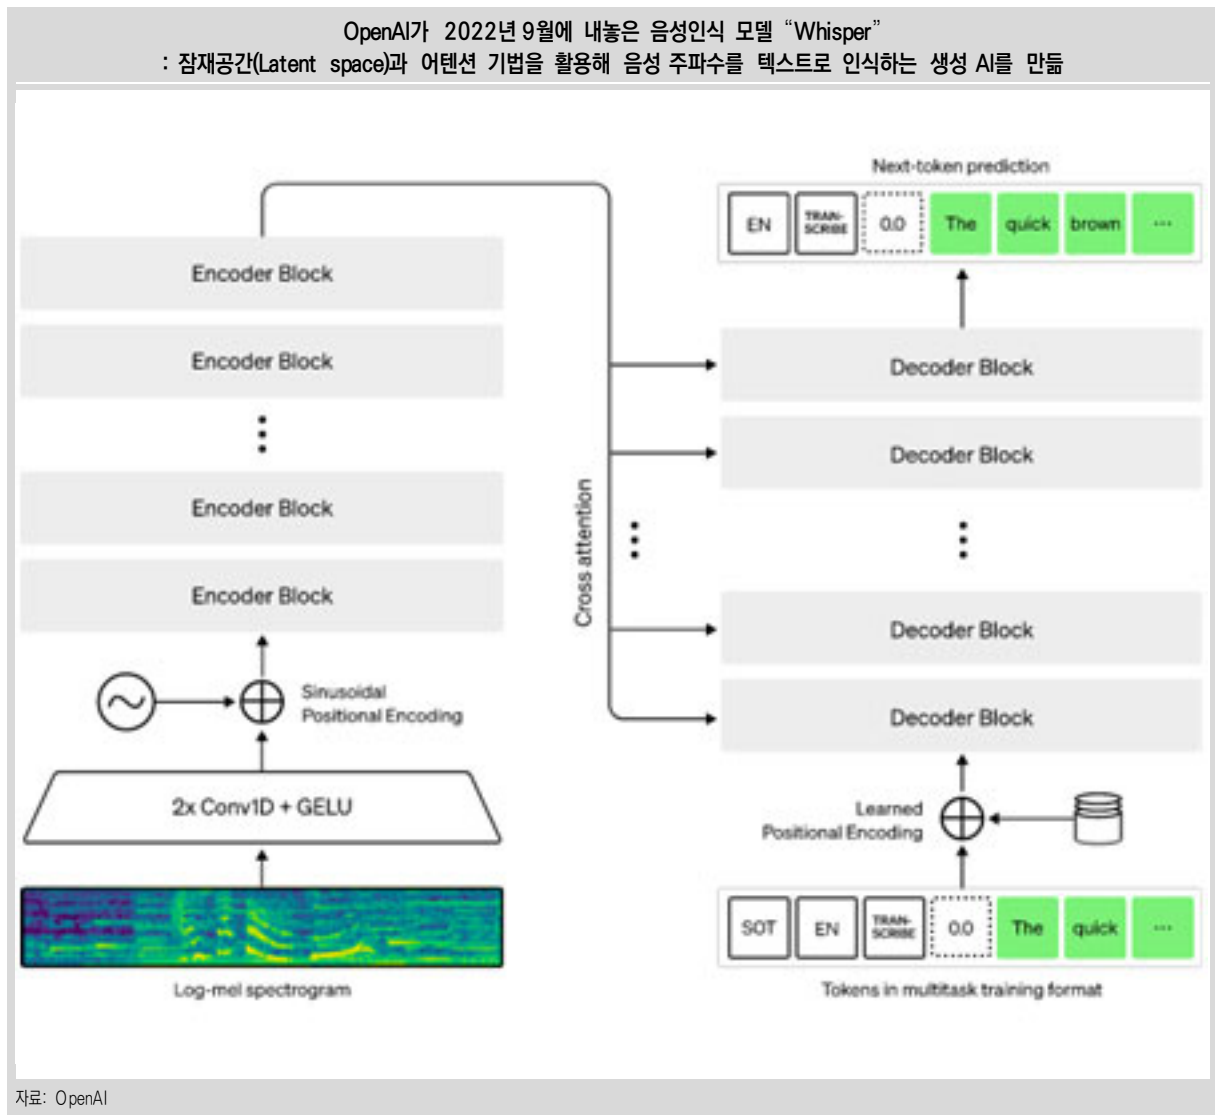 OpenAI가 2022년 9월에 내놓은 음성인식 모델 “Whisper”
: 잠재공간(Latent space)과 어텐션 기법을 활용해 음성 주파수를 텍스트로 인식하는 생성 AI를 만듦
Encoder Block
Encoder Block
Encoder Block
Encoder Block
Sinusoidal
Positional Encoding
2x Conv1D + GELU
Log-mel spectrogram
Cross attention
Next-token prediction
EN
TRAN-
SCRIBE
0.0
The
quick
brown
...
Decoder Block
Decoder Block
Decoder Block
Decoder Block
Learned
Positional Encoding
SOT
EN
TRAN-
SCRIBE
0.0
The
quick
...
Tokens in multitask training format
자료: OpenAI